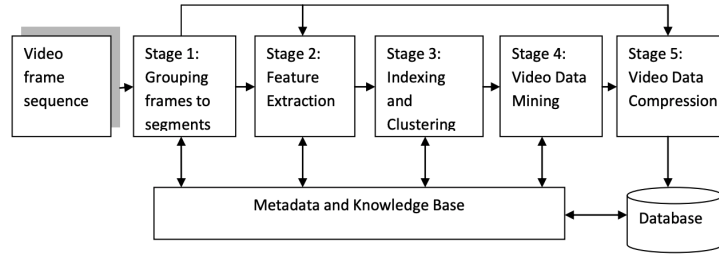 Video
frame
sequence
Stage 1:
Grouping
frames to
segments
Stage 2:
Feature
Extraction
Stage 3:
Indexing
and
Clustering
Stage 4:
Video Data
Mining
Stage 5:
Video Data
Compression
Metadata and Knowledge Base
Database